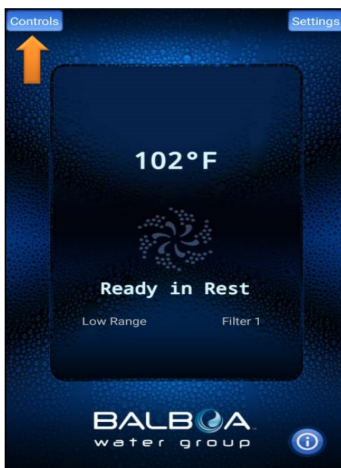 Controls Settings
102°F
Ready in Rest
Low Range Filter 1
BALBOA
water group